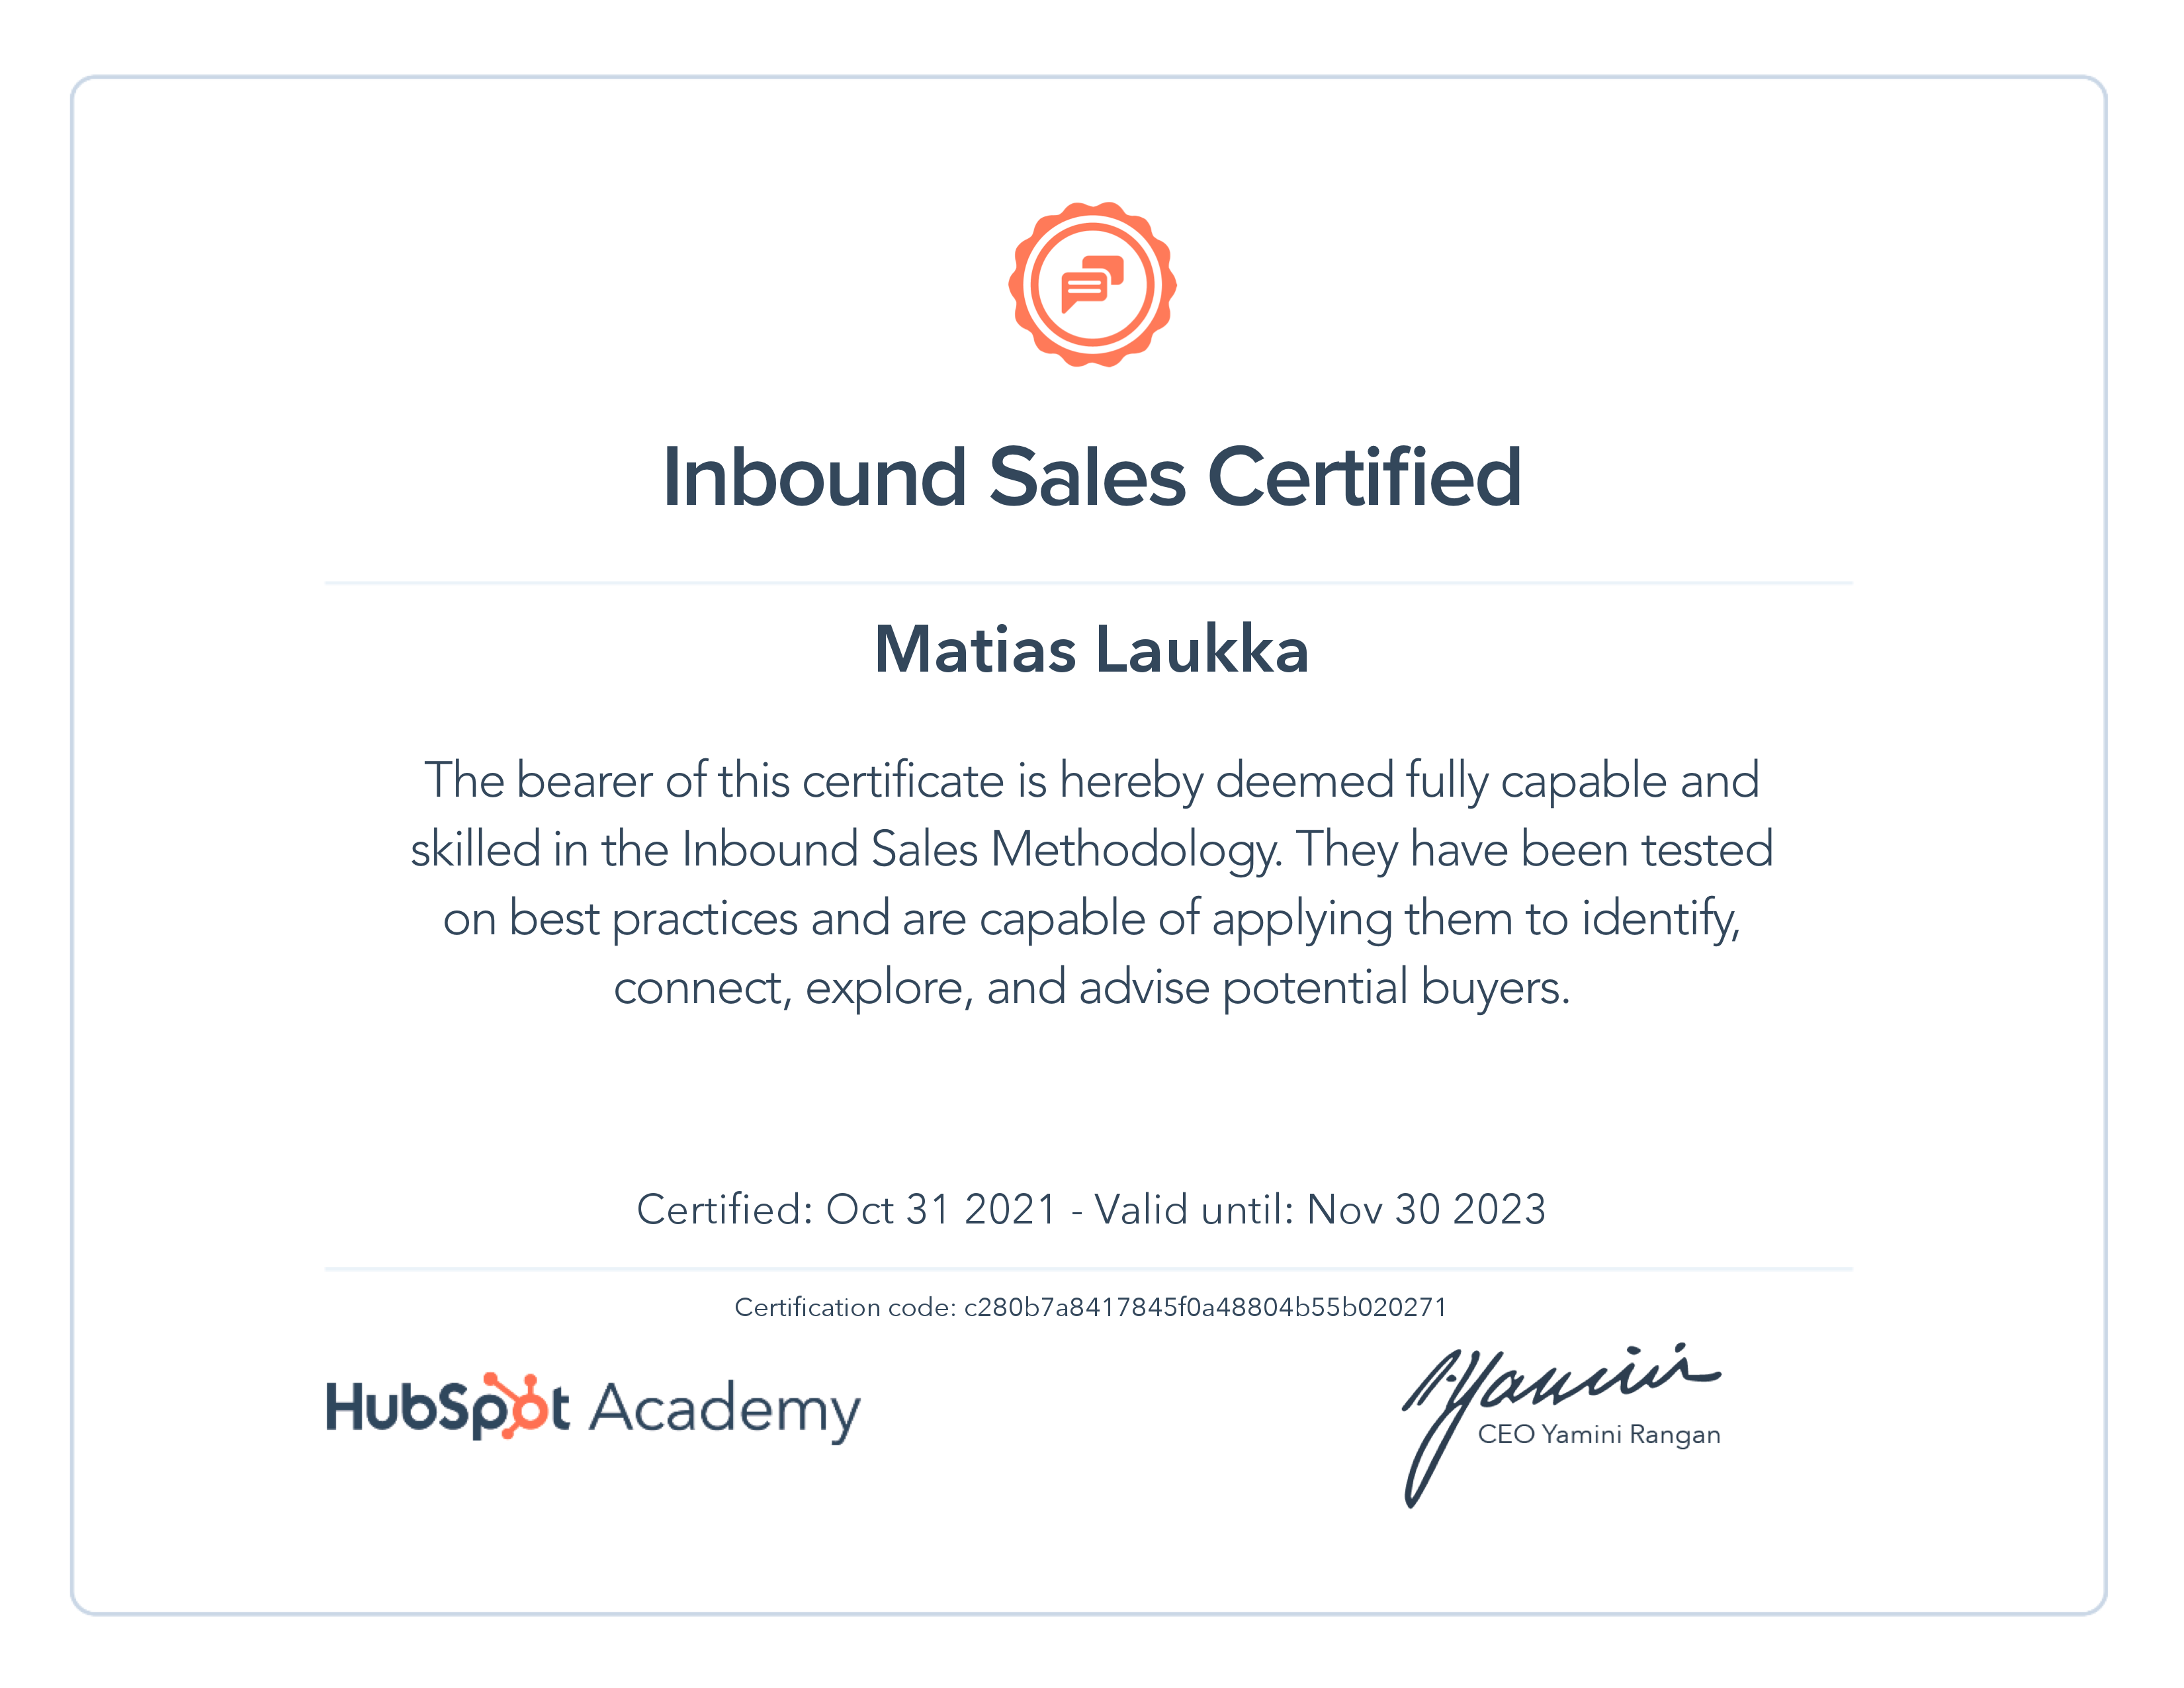 Inbound Sales Certified
Matias Laukka
The bearer of this certificate is hereby deemed fully capable and
skilled in the Inbound Sales Methodology. They have been tested
on best practices and are capable of applying them to identify,
connect, explore, and advise potential buyers.
Certified: Oct 31 2021 - Valid until: Nov 30 2023
Certification code: c280b7a8417845f0a48804b55b020271
HubSpot Academy
Yamini
CEO Yamini Rangan